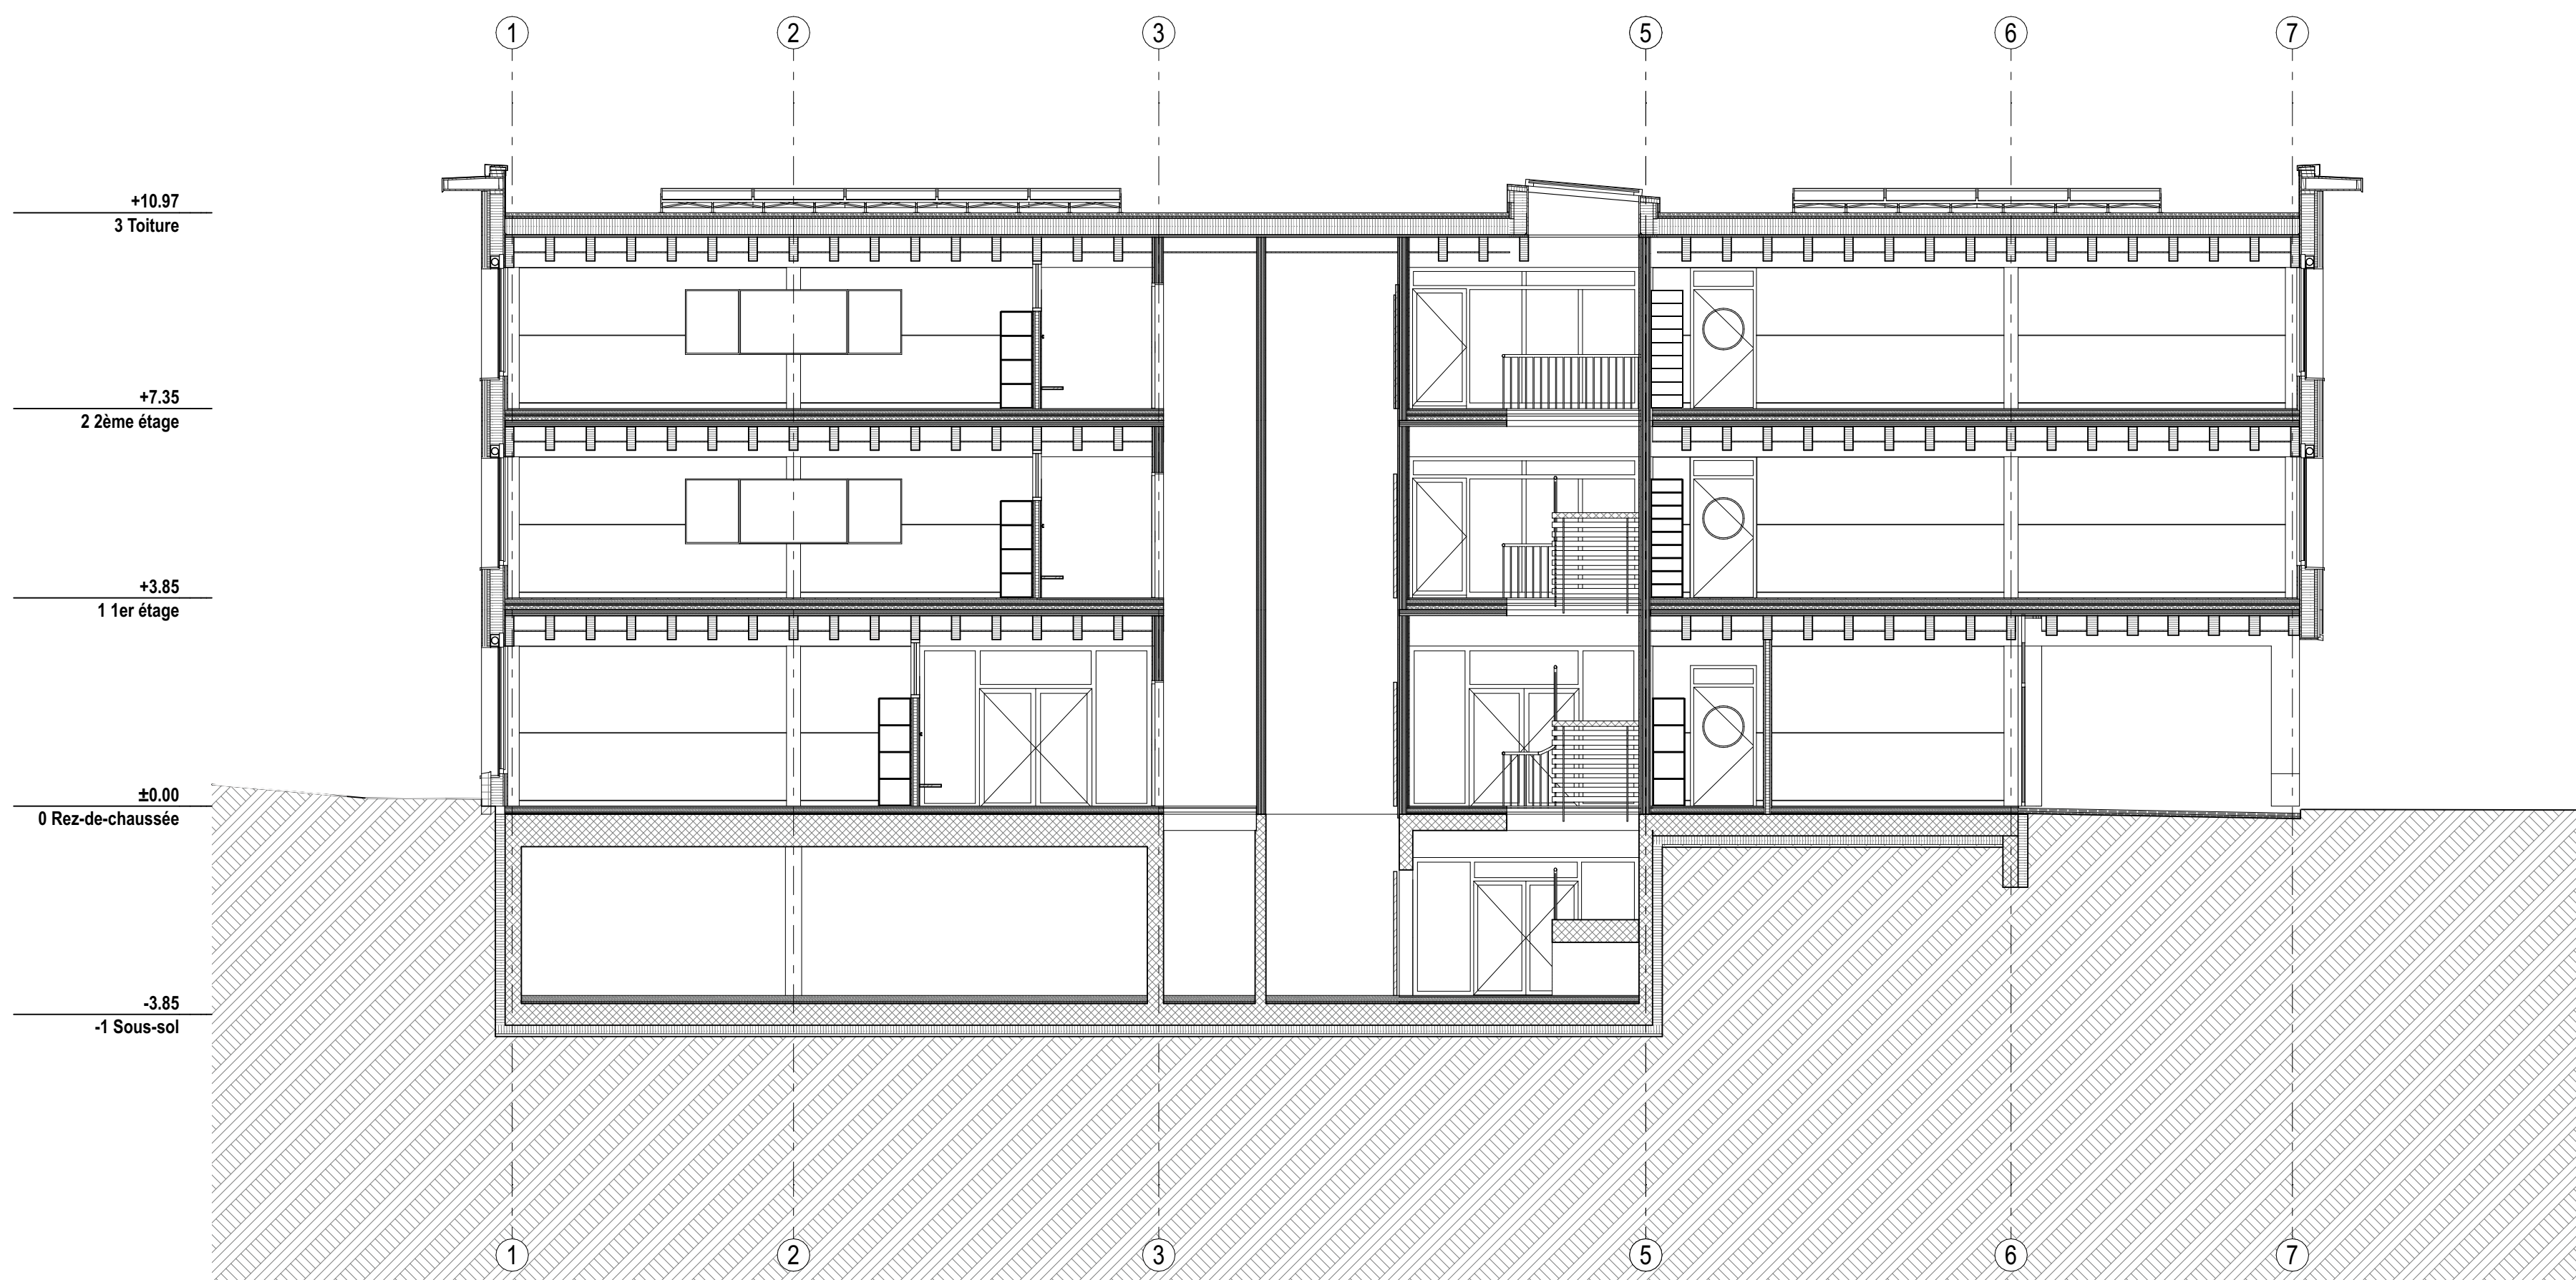 1 2 3 5 6 7
+10.97
3 Toiture
+7.35
2 2ème étage
+3.85
1 1er étage
±0.00
0 Rez-de-chaussée
-3.85
-1 Sous-sol
1 2 3 5 6 7